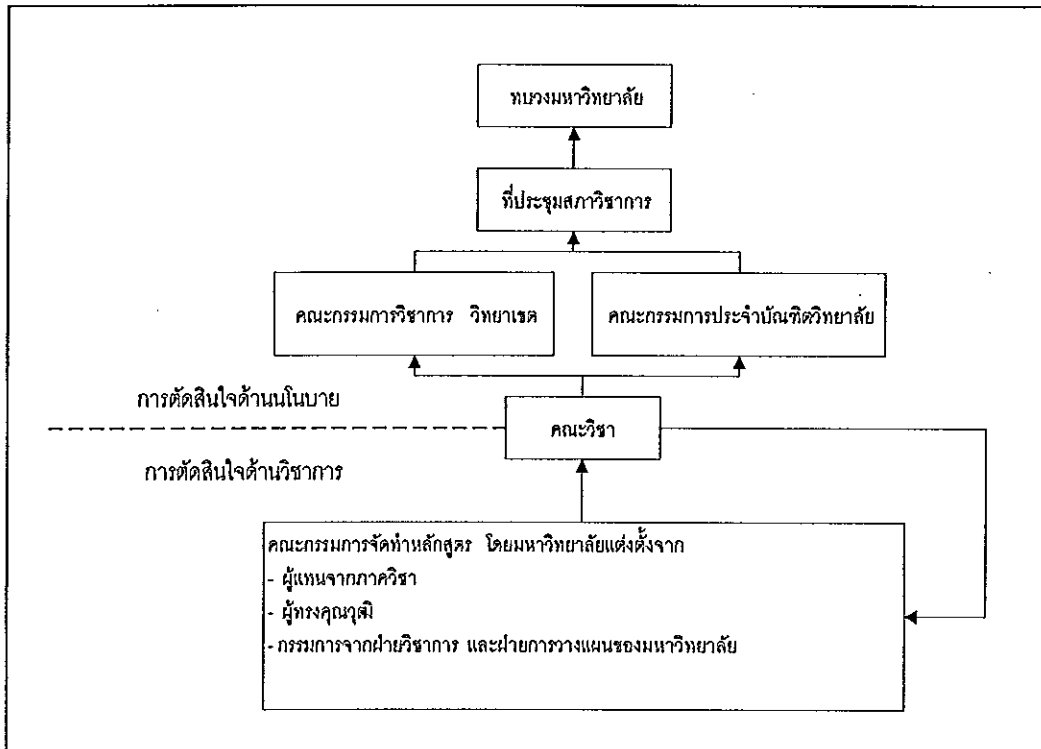 ทบวงมหาวิทยาลัย
ที่ประชุมสภาวิชาการ
คณะกรรมการวิชาการ วิทยาเขต
คณะกรรมการประจำบัณฑิตวิทยาลัย
การตัดสินใจด้านนโนบาย
คณะวิชา
การตัดสินใจด้านวิชาการ
คณะกรรมการจัดทำหลักสูตร โดยมหาวิทยาลัยแต่งตั้งจาก
- ผู้แทนจากภาควิชา
- ผู้ทรงคุณวุฒิ
- กรรมการจากฝ่ายวิชาการ และฝ่ายการวางแผนของมหาวิทยาลัย